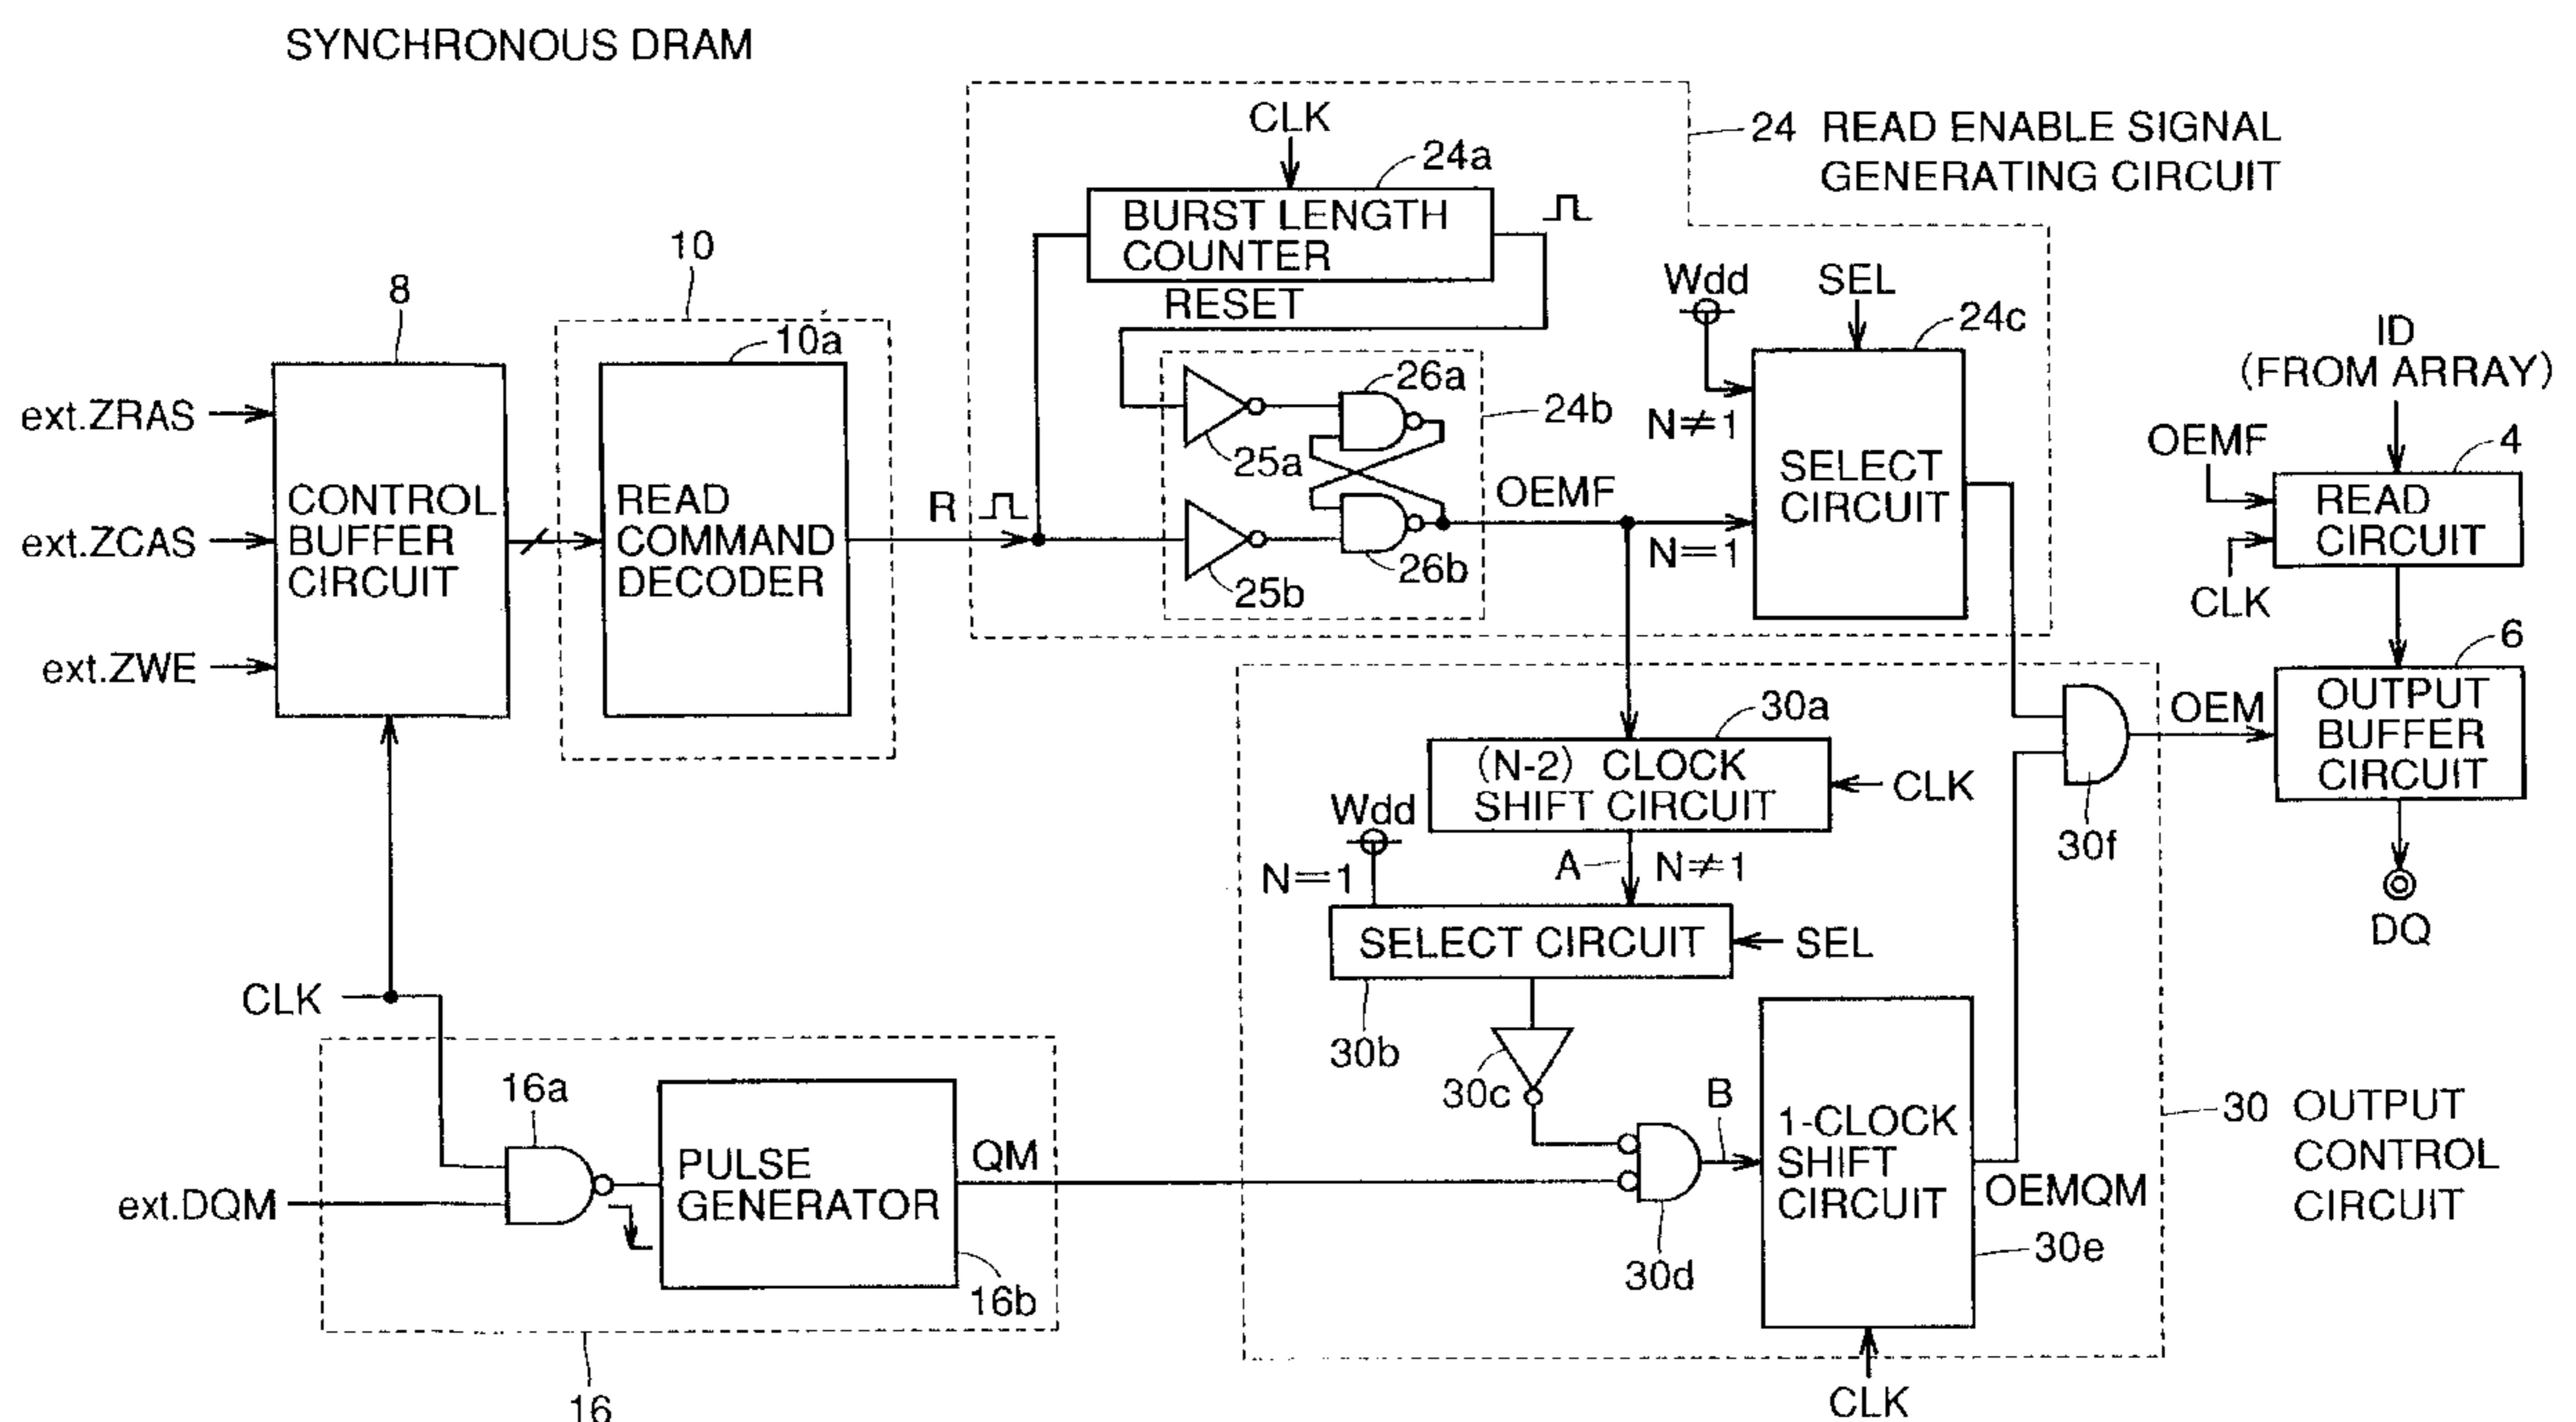 SYNCHRONOUS DRAM
CLK
24 READ ENABLE SIGNAL
GENERATING CIRCUIT
24a
BURST LENGTH
COUNTER
RESET
10
8
10a
ext.ZRAS
ext.ZCAS
ext.ZWE
CONTROL
BUFFER
CIRCUIT
READ
COMMAND
DECODER
R
26a
24b
25a
25b
26b
OEMF
Wdd
N≠1
N=1
SEL
24c
SELECT
CIRCUIT
ID
(FROM ARRAY)
OEMF
4
READ
CIRCUIT
CLK
6
OUTPUT
BUFFER
CIRCUIT
OEM
DQ
30a
(N-2) CLOCK
SHIFT CIRCUIT
CLK
30f
Wdd
N=1
A
N≠1
SELECT CIRCUIT
SEL
30b
30c
CLK
16a
ext.DQM
PULSE
GENERATOR
QM
16b
16
B
30d
1-CLOCK
SHIFT
CIRCUIT
OEMQM
30e
CLK
30 OUTPUT
CONTROL
CIRCUIT